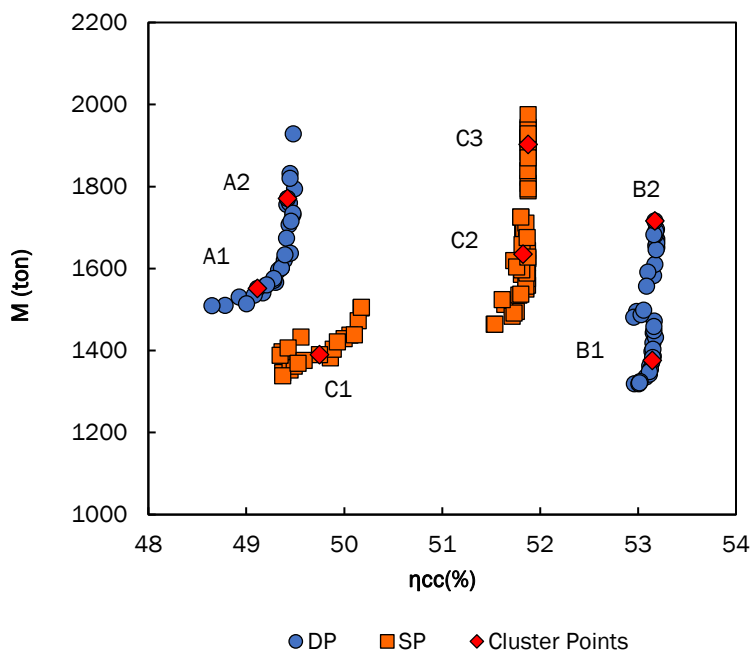 2200
2000
1800
1600
1400
1200
1000
M (ton)
C3
A2
B2
C2
A1
B1
C1
48 49 50 51 52 53 54
ηcc(%)
DP SP Cluster Points